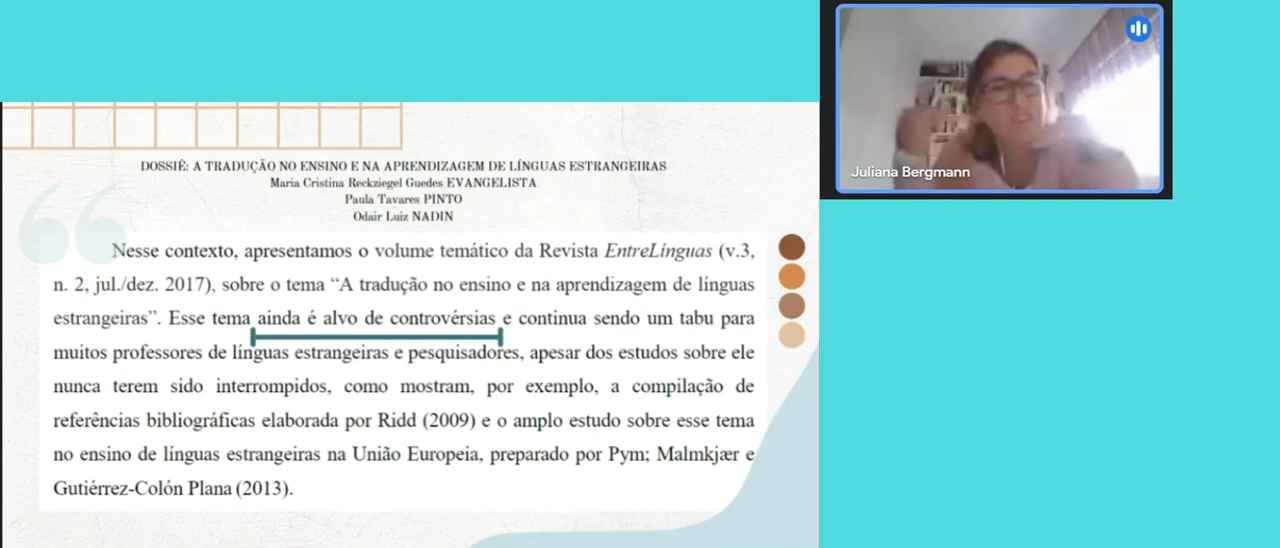 DOSSIÊ: A TRADUÇÃO NO ENSINO E NA APRENDIZAGEM DE LÍNGUAS ESTRANGEIRAS
Maria Cristina Reckziegel Guedes EVANGELISTA
Paula Tavares PINTO
Odair Luiz NADIN
Nesse contexto, apresentamos o volume temático da Revista EntreLínguas (v.3,
n. 2, jul./dez. 2017), sobre o tema “A tradução no ensino e na aprendizagem de línguas
estrangeiras”. Esse tema ainda é alvo de controvérsias e continua sendo um tabu para
muitos professores de línguas estrangeiras e pesquisadores, apesar dos estudos sobre ele
nunca terem sido interrompidos, como mostram, por exemplo, a compilação de
referências bibliográficas elaborada por Ridd (2009) e o amplo estudo sobre esse tema
no ensino de línguas estrangeiras na União Europeia, preparado por Pym; Malmkjær e
Gutiérrez-Colón Plana (2013).
Juliana Bergmann